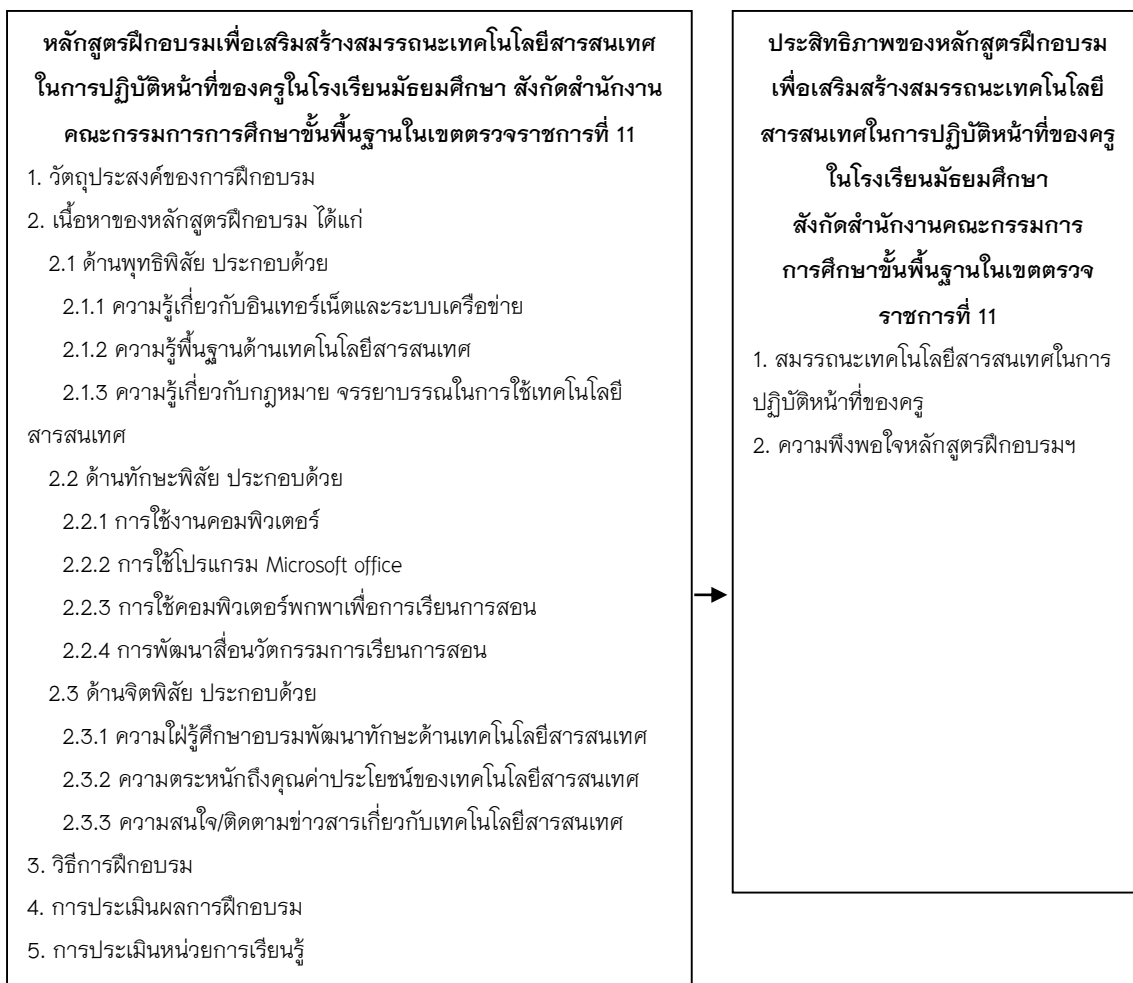 หลักสูตรฝึกอบรมเพื่อเสริมสร้างสมรรถนะเทคโนโลยีสารสนเทศ
ในการปฏิบัติหน้าที่ของครูในโรงเรียนมัธยมศึกษา สังกัดสำนักงาน
คณะกรรมการการศึกษาขั้นพื้นฐานในเขตตรวจราชการที่ 11
1. วัตถุประสงค์ของการฝึกอบรม
2. เนื้อหาของหลักสูตรฝึกอบรม ได้แก่
2.1 ด้านพุทธิพิสัย ประกอบด้วย
2.1.1 ความรู้เกี่ยวกับอินเทอร์เน็ตและระบบเครือข่าย
2.1.2 ความรู้พื้นฐานด้านเทคโนโลยีสารสนเทศ
2.1.3 ความรู้เกี่ยวกับกฎหมาย จรรยาบรรณในการใช้เทคโนโลยี
สารสนเทศ
2.2 ด้านทักษะพิสัย ประกอบด้วย
2.2.1 การใช้งานคอมพิวเตอร์
2.2.2 การใช้โปรแกรม Microsoft office
2.2.3 การใช้คอมพิวเตอร์พกพาเพื่อการเรียนการสอน
2.2.4 การพัฒนาสื่อนวัตกรรมการเรียนการสอน
2.3 ด้านจิตพิสัย ประกอบด้วย
2.3.1 ความใฝ่รู้ศึกษาอบรมพัฒนาทักษะด้านเทคโนโลยีสารสนเทศ
2.3.2 ความตระหนักถึงคุณค่าประโยชน์ของเทคโนโลยีสารสนเทศ
2.3.3 ความสนใจ/ติดตามข่าวสารเกี่ยวกับเทคโนโลยีสารสนเทศ
3. วิธีการฝึกอบรม
4. การประเมินผลการฝึกอบรม
5. การประเมินหน่วยการเรียนรู้
ประสิทธิภาพของหลักสูตรฝึกอบรม
เพื่อเสริมสร้างสมรรถนะเทคโนโลยี
สารสนเทศในการปฏิบัติหน้าที่ของครู
ในโรงเรียนมัธยมศึกษา
สังกัดสำนักงานคณะกรรมการ
การศึกษาขั้นพื้นฐานในเขตตรวจ
ราชการที่ 11
1. สมรรถนะเทคโนโลยีสารสนเทศในการ
ปฏิบัติหน้าที่ของครู
2. ความพึงพอใจหลักสูตรฝึกอบรมฯ